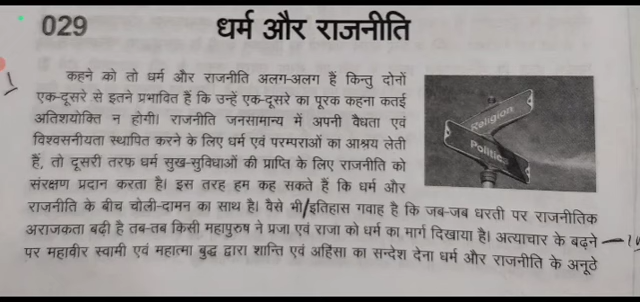 029 धर्म और राजनीति
कहने को तो धर्म और राजनीति अलग-अलग हैं किन्तु दोनों
एक-दूसरे से इतने प्रभावित हैं कि उन्हें एक-दूसरे का पूरक कहना कतई
अतिशयोक्ति न होगी। राजनीति जनसामान्य में अपनी वैधता एवं
विश्वसनीयता स्थापित करने के लिए धर्म एवं परम्पराओं का आश्रय लेती
हैं, तो दूसरी तरफ धर्म सुख-सुविधाओं की प्राप्ति के लिए राजनीति को
संरक्षण प्रदान करता है। इस तरह हम कह सकते हैं कि धर्म और
राजनीति के बीच चोली-दामन का साथ है। वैसे भी/इतिहास गवाह है कि जब-जब धरती पर राजनीतिक
अराजकता बढ़ी है तब-तब किसी महापुरुष ने प्रजा एवं राजा को धर्म का मार्ग दिखाया है। अत्याचार के बढ़ने
पर महावीर स्वामी एवं महात्मा बुद्ध द्वारा शान्ति एवं अहिंसा का सन्देश देना धर्म और राजनीति के अनूठे
Religion
Politics